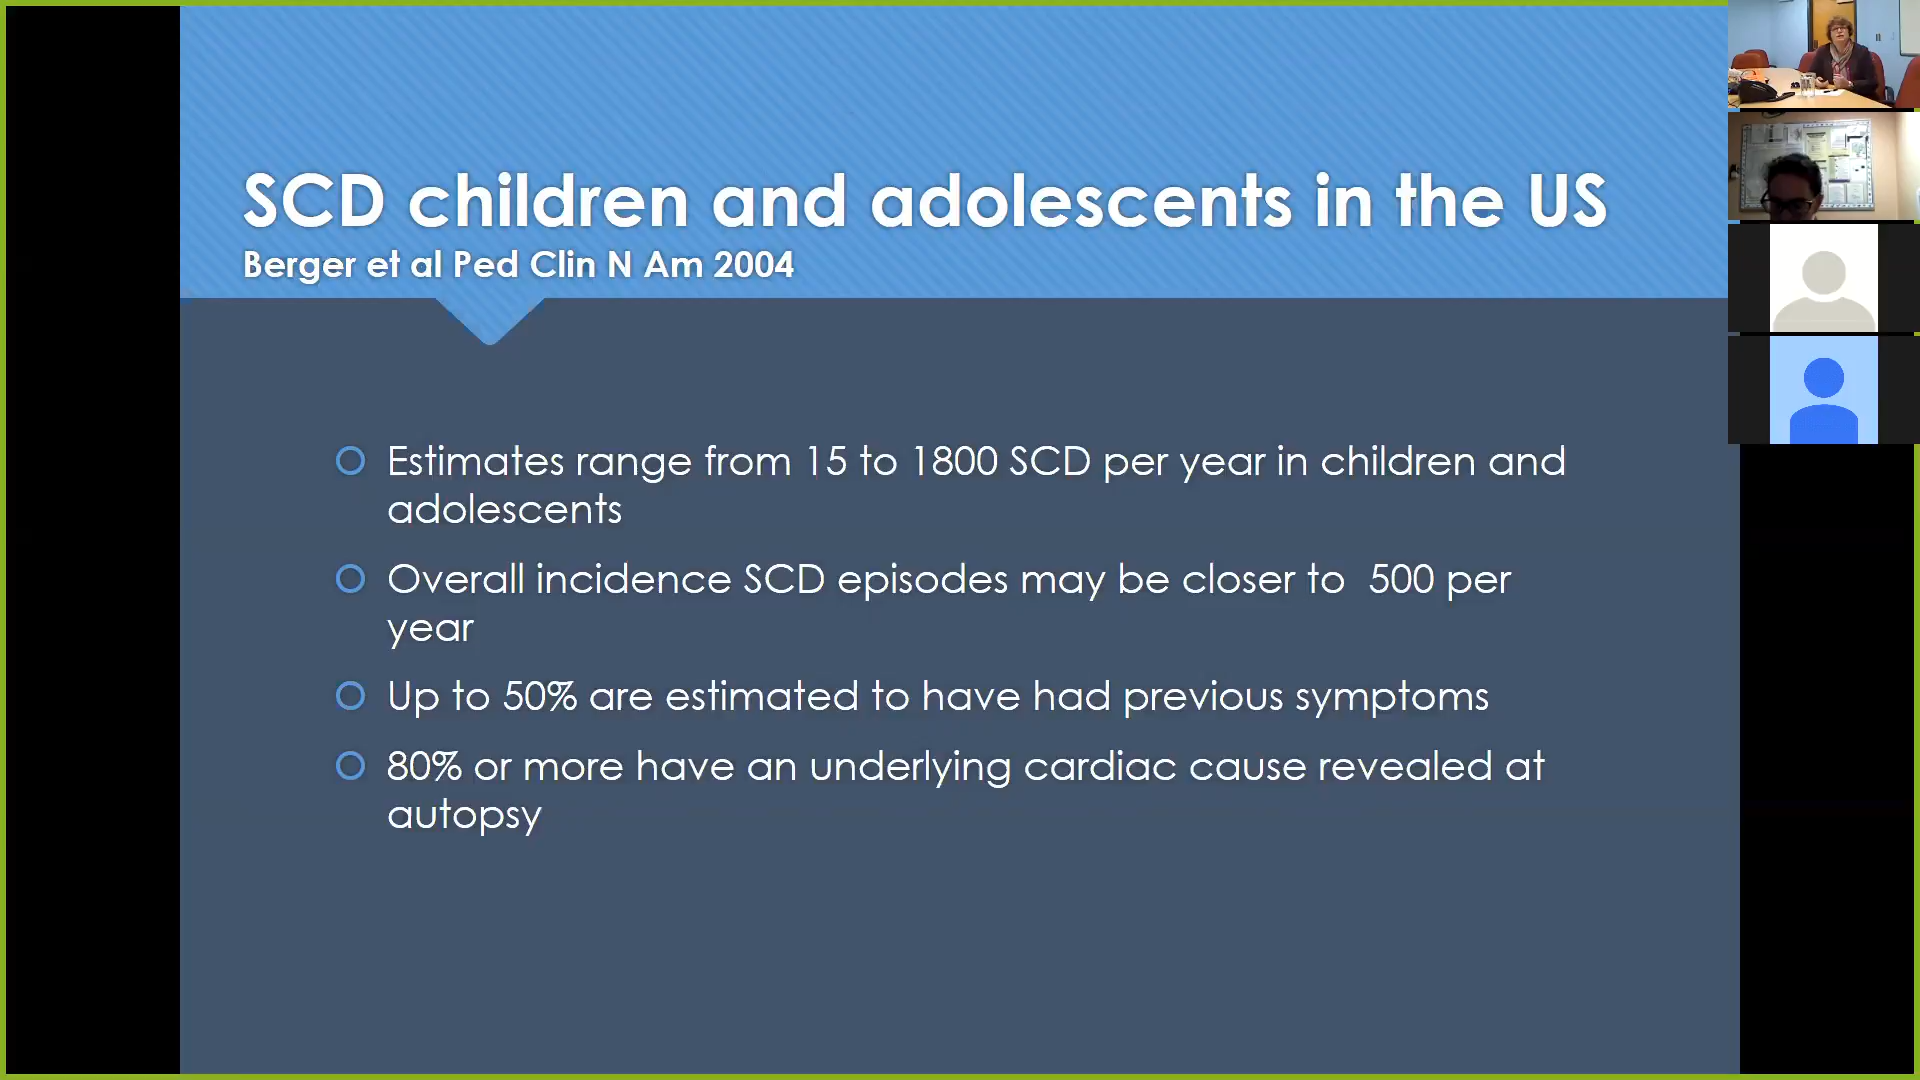 SCD children and adolescents in the US
Berger et al Ped Clin N Am 2004
Estimates range from 15 to 1800 SCD per year in children and
adolescents
Overall incidence SCD episodes may be closer to  500 per
year
Up to 50% are estimated to have had previous symptoms
80% or more have an underlying cardiac cause revealed at
autopsy